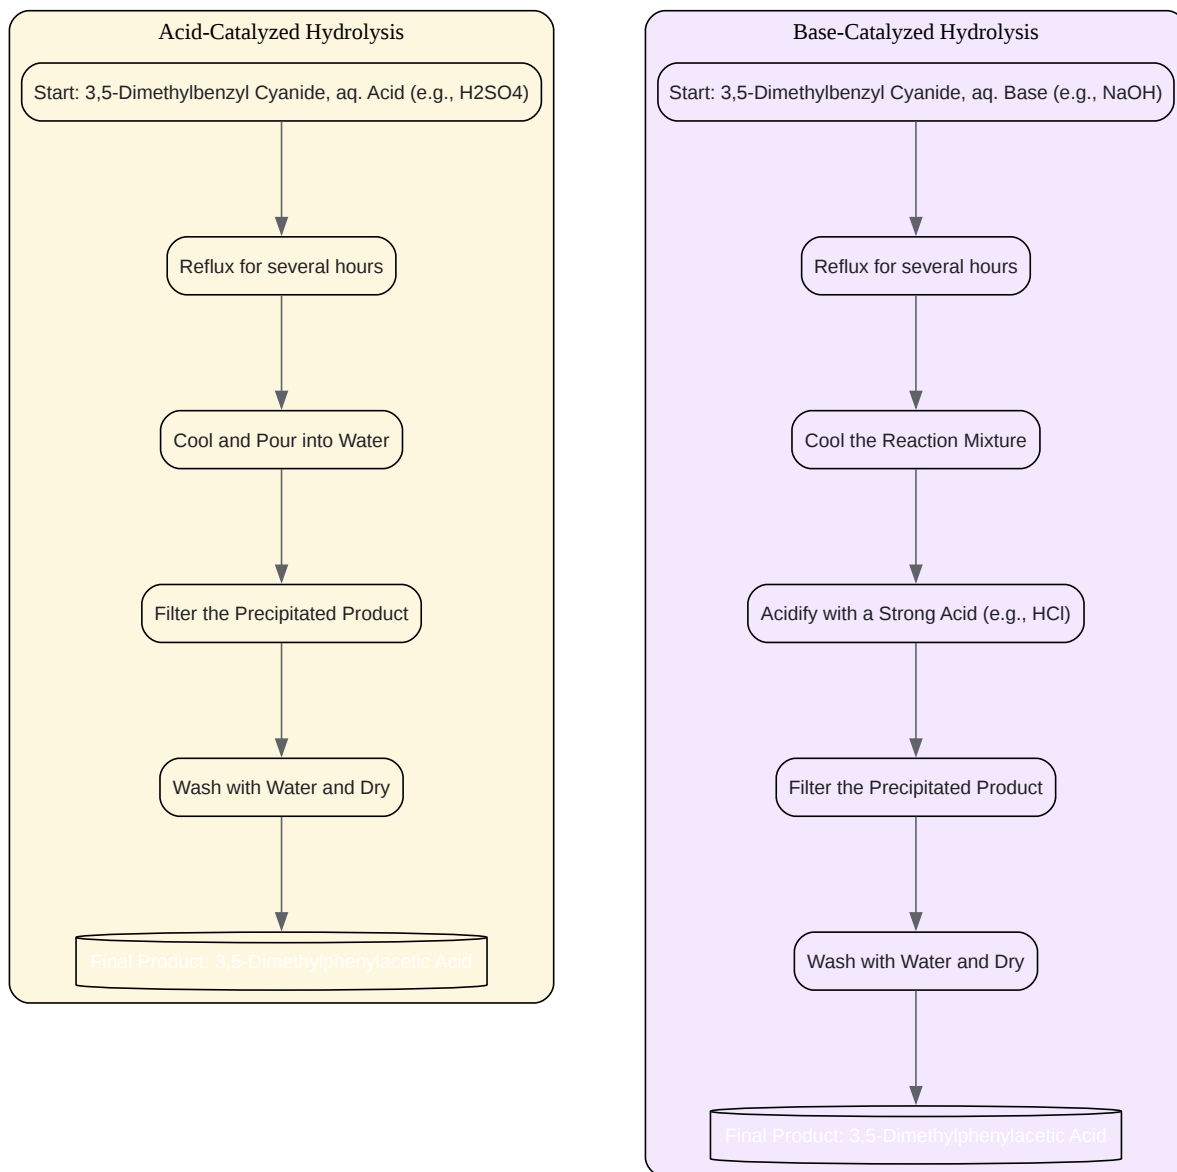 Acid-Catalyzed Hydrolysis
Start: 3,5-Dimethylbenzyl Cyanide, aq. Acid (e.g., H2SO4)
Reflux for several hours
Cool and Pour into Water
Filter the Precipitated Product
Wash with Water and Dry
Final Product: 3,5-Dimethylphenylacetic Acid
Base-Catalyzed Hydrolysis
Start: 3,5-Dimethylbenzyl Cyanide, aq. Base (e.g., NaOH)
Reflux for several hours
Cool the Reaction Mixture
Acidify with a Strong Acid (e.g., HCl)
Filter the Precipitated Product
Wash with Water and Dry
Final Product: 3,5-Dimethylphenylacetic Acid